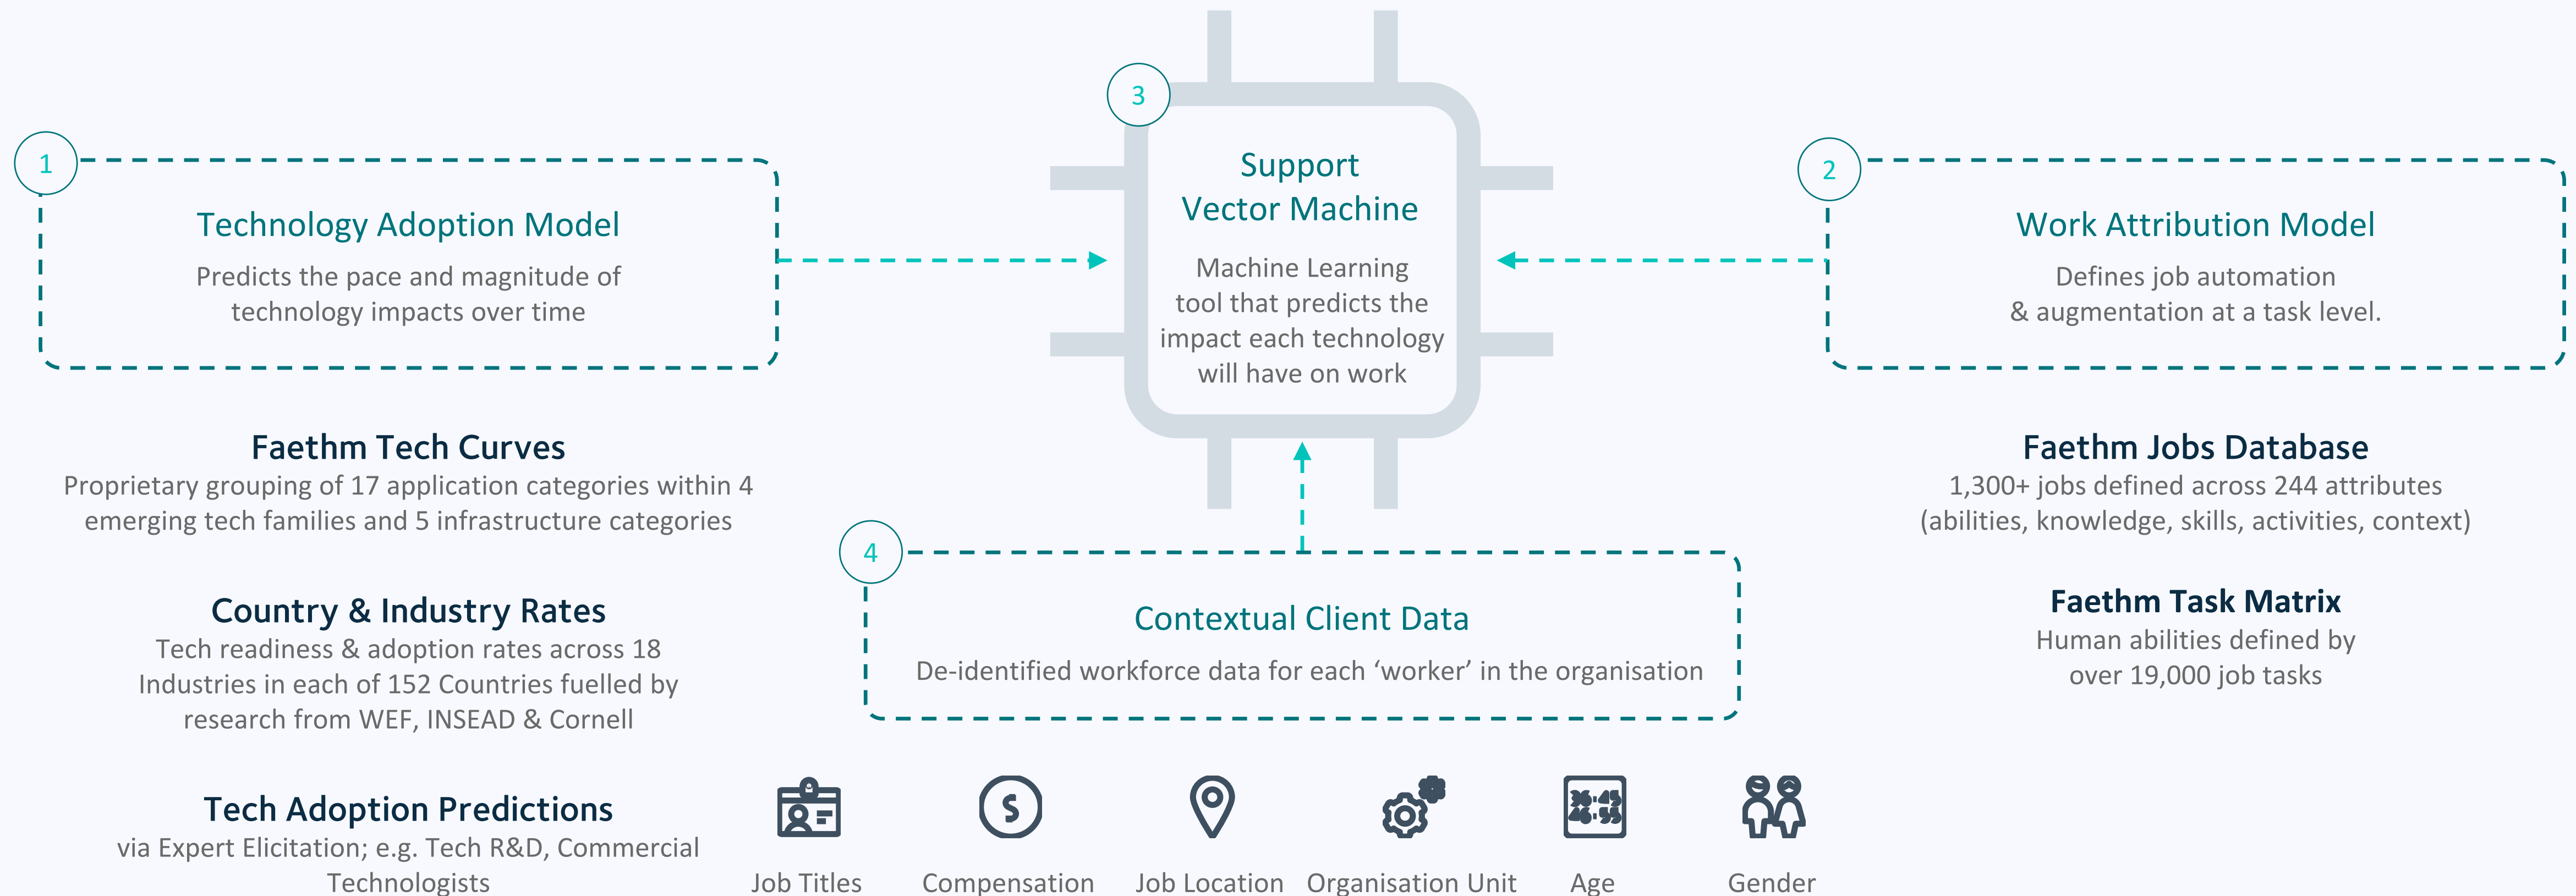 1
Technology Adoption Model
Predicts the pace and magnitude of
technology impacts over time
Faethm Tech Curves
Proprietary grouping of 17 application categories within 4
emerging tech families and 5 infrastructure categories
Country & Industry Rates
Tech readiness & adoption rates across 18
Industries in each of 152 Countries fuelled by
research from WEF, INSEAD & Cornell
Tech Adoption Predictions
via Expert Elicitation; e.g. Tech R&D, Commercial
Technologists
3
Support
Vector Machine
Machine Learning
tool that predicts the
impact each technology
will have on work
2
Work Attribution Model
Defines job automation
& augmentation at a task level.
Faethm Jobs Database
1,300+ jobs defined across 244 attributes
(abilities, knowledge, skills, activities, context)
Faethm Task Matrix
Human abilities defined by
over 19,000 job tasks
4
Contextual Client Data
De-identified workforce data for each ‘worker’ in the organisation
$
36-45
46-55
Job Titles
Compensation
Job Location
Organisation Unit
Age
Gender